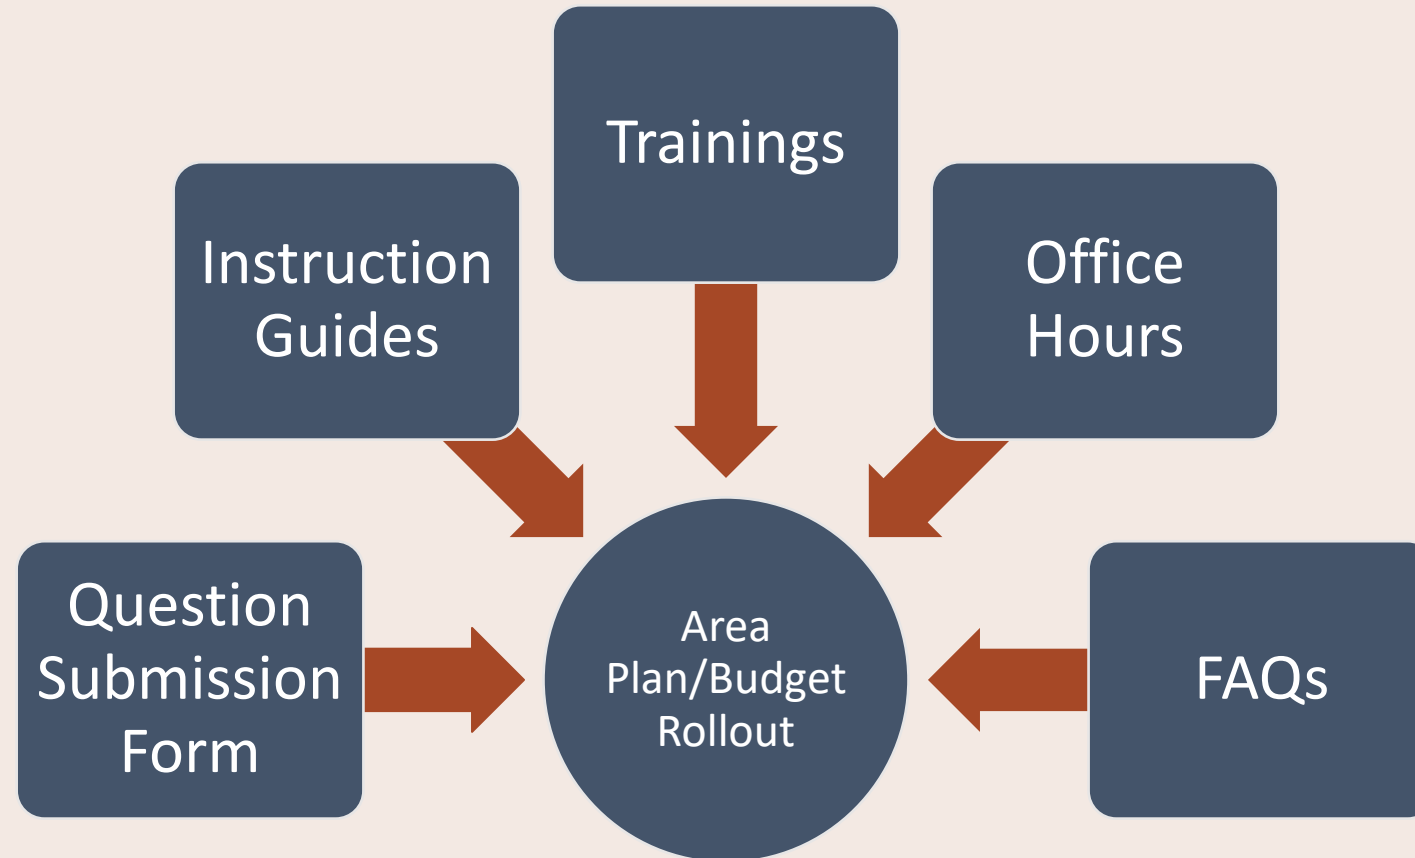 Trainings
Instruction
Guides
Office
Hours
Question
Submission
Form
Area
Plan/Budget
Rollout
FAQs